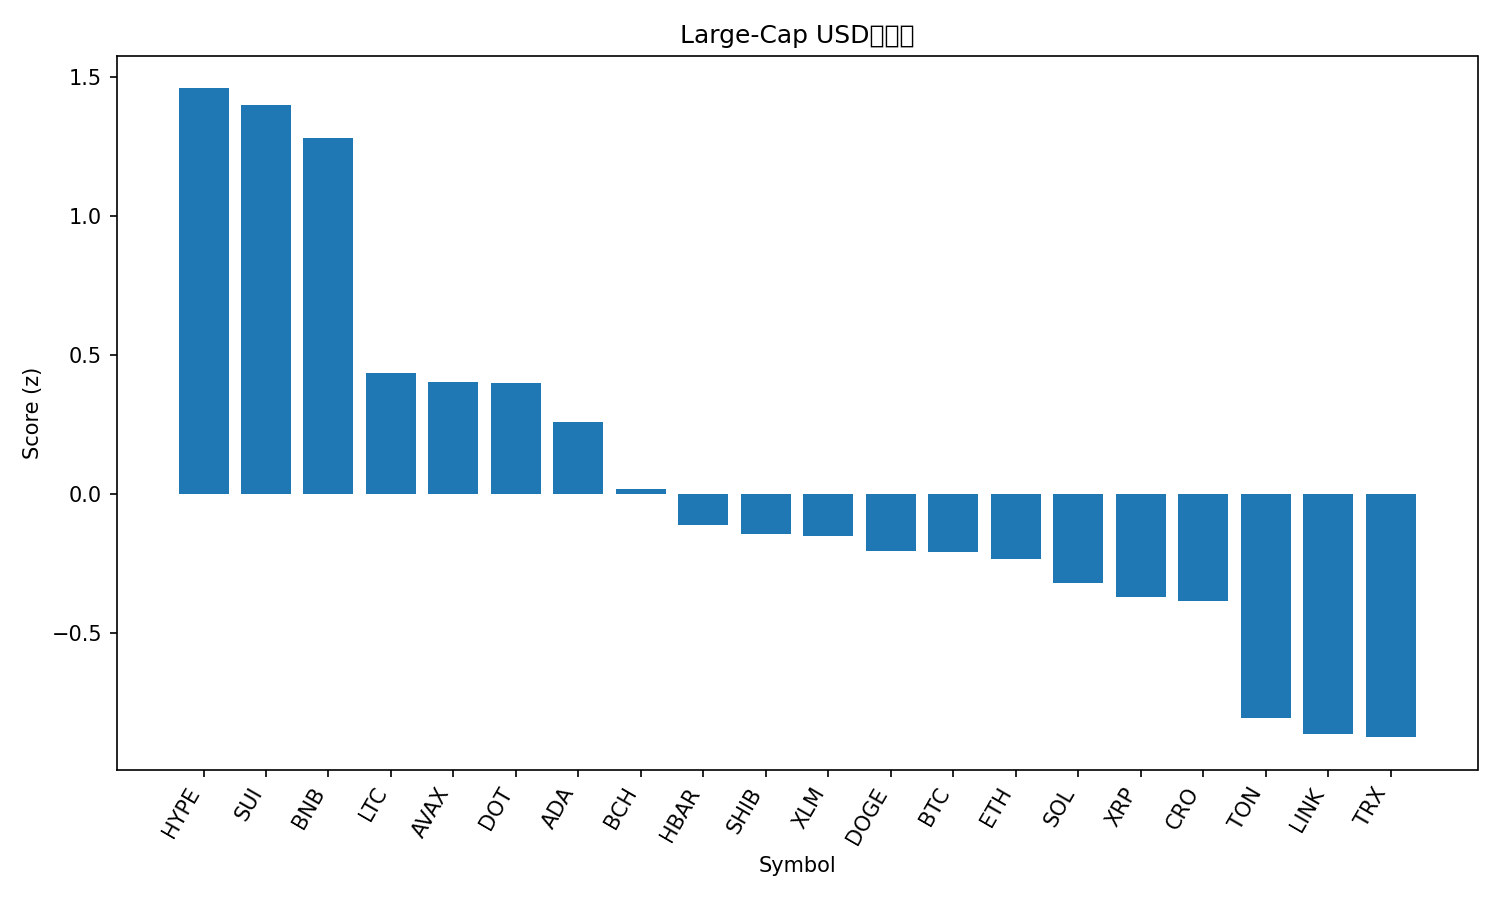 Large-Cap USD
1.5
1.0
0.5
0.0
−0.5
Score (z)
HYPE
SUI
BNB
LTC
AVAX
DOT
ADA
BCH
HBAR
SHIB
XLM
DOGE
BTC
ETH
SOL
XRP
CRO
TON
LINK
TRX
Symbol